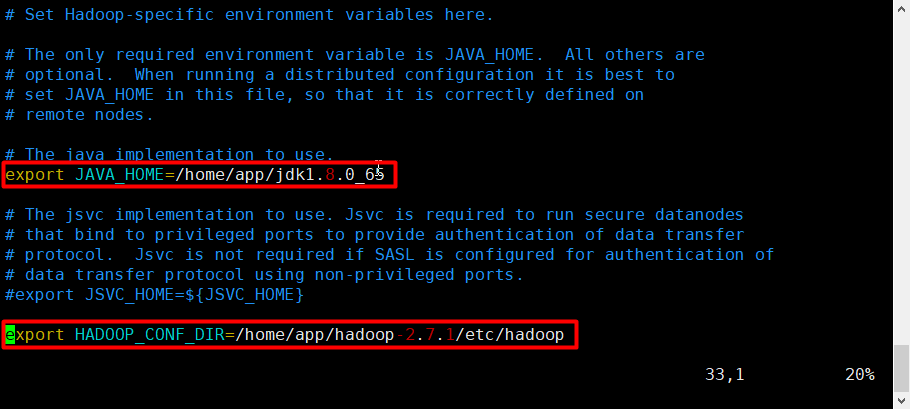 # Set Hadoop-specific environment variables here.
# The only required environment variable is JAVA_HOME.  All others are
# optional.  When running a distributed configuration it is best to
# set JAVA_HOME in this file, so that it is correctly defined on
# remote nodes.
# The java implementation to use.
export JAVA_HOME=/home/app/jdk1.8.0_65
# The jsvc implementation to use. Jsvc is required to run secure datanodes
# that bind to privileged ports to provide authentication of data transfer
# protocol.  Jsvc is not required if SASL is configured for authentication of
# data transfer protocol using non-privileged ports.
#export JSVC_HOME=${JSVC_HOME}
export HADOOP_CONF_DIR=/home/app/hadoop-2.7.1/etc/hadoop
33,1 20%